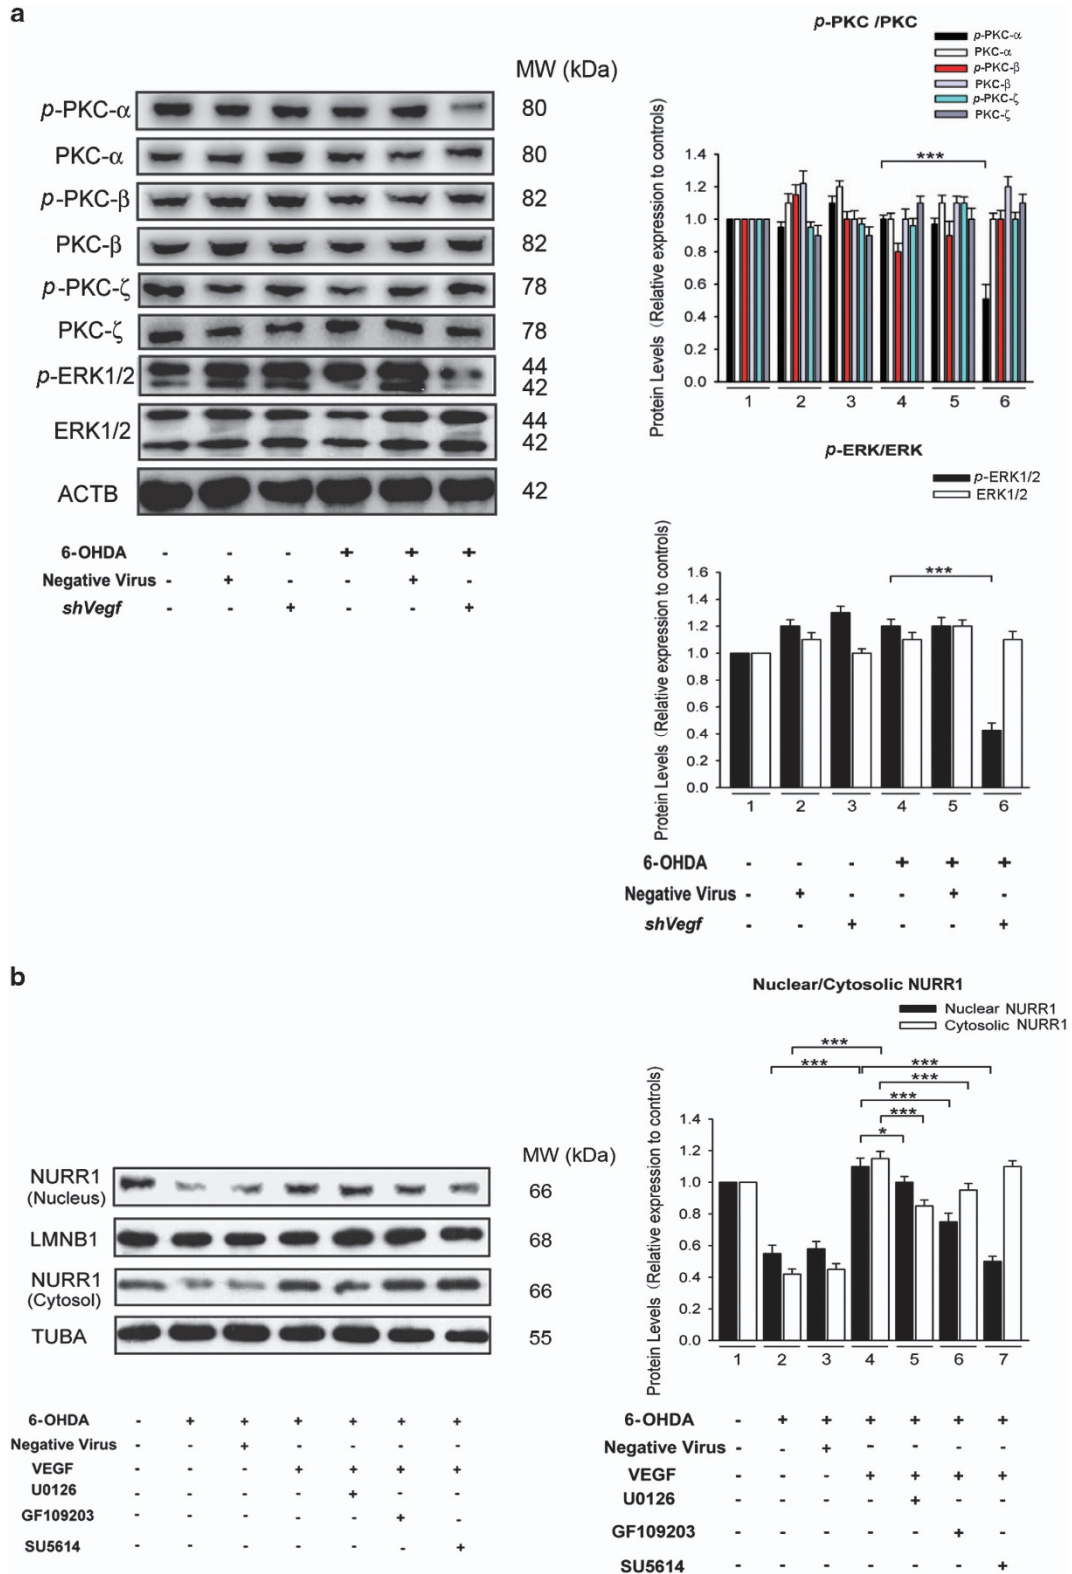 a
p-PKC /PKC
p-PKC-α
PKC-α
p-PKC-β
PKC-β
p-PKC-ζ
PKC-ζ
MW (kDa)
p-PKC-α 80
PKC-α 80
p-PKC-β 82
PKC-β 82
p-PKC-ζ 78
PKC-ζ 78
p-ERK1/2 44
42
ERK1/2 44
42
ACTB 42
6-OHDA - - - + + +
Negative Virus - + - - + -
shVegf - - + - - +
Protein Levels (Relative expression to controls)
***
1.4
1.2
1.0
0.8
0.6
0.4
0.2
0.0
1 2 3 4 5 6
p-ERK/ERK
p-ERK1/2
ERK1/2
Protein Levels (Relative expression to controls)
***
1.6
1.4
1.2
1.0
0.8
0.6
0.4
0.2
0.0
1 2 3 4 5 6
6-OHDA - - - + + +
Negative Virus - + - - + -
shVegf - - + - - +
b
MW (kDa)
NURR1
(Nucleus) 66
LMNB1 68
NURR1
(Cytosol) 66
TUBA 55
6-OHDA - + + + + + +
Negative Virus - - + - - - -
VEGF - - - + + + +
U0126 - - - - + - -
GF109203 - - - - - + -
SU5614 - - - - - - +
Nuclear/Cytosolic NURR1
Nuclear NURR1
Cytosolic NURR1
Protein Levels (Relative expression to controls)
***
*** ***
***
***
***
*
1.4
1.2
1.0
0.8
0.6
0.4
0.2
0.0
1 2 3 4 5 6 7
6-OHDA - + + + + + +
Negative Virus - - + - - - -
VEGF - - - + + + +
U0126 - - - - + - -
GF109203 - - - - - + -
SU5614 - - - - - - +